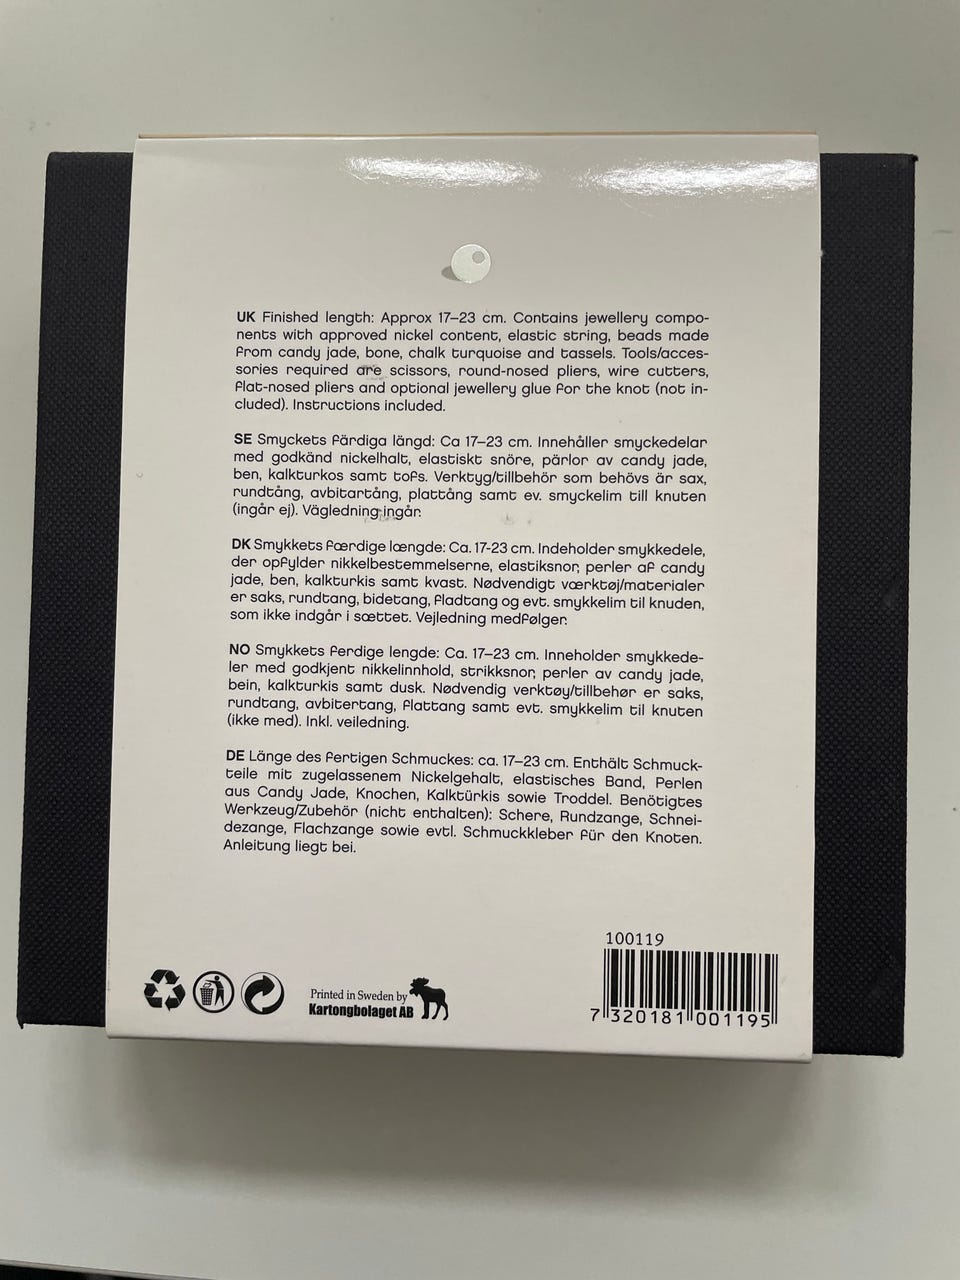 UK Finished length: Approx 17–23 cm. Contains jewellery compo-
nents with approved nickel content, elastic string, beads made
from candy jade, bone, chalk turquoise and tassels. Tools/acces-
sories required are scissors, round-nosed pliers, wire cutters,
flat-nosed pliers and optional jewellery glue for the knot (not in-
cluded). Instructions included.
SE Smyckets färdiga längd: Ca 17–23 cm. Innehåller smyckedelar
med godkänd nickelhalt, elastiskt snöre, pärlor av candy jade,
ben, kalkturkos samt tofs. Verktyg/tillbehör som behövs är sax,
rundtång, avbitartång, plattång samt ev. smyckelim till knuten
(ingår ej). Vägledning ingår.
DK Smykkets færdige længde: Ca. 17-23 cm. Indeholder smykkedele,
der opfylder nikkelbestemmelserne, elastiksnor, perler af candy
jade, ben, kalkturkis samt kvast. Nødvendigt værktøj/materialer
er saks, rundtang, bidetang, fladtang og evt. smykkelim til knuden,
som ikke indgår i sættet. Vejledning medfølger.
NO Smykkets ferdige lengde: Ca. 17–23 cm. Inneholder smykkede-
ler med godkjent nikkelinnhold, strikksnor, perler av candy jade,
bein, kalkturkis samt dusk. Nødvendig verktøy/tillbehør er saks,
rundtang, avbitertang, flattang samt evt. smykkelim til knuten
(ikke med). Inkl. veiledning.
DE Länge des fertigen Schmuckes: ca. 17–23 cm. Enthält Schmuck-
teile mit zugelassenem Nickelgehalt, elastisches Band, Perlen
aus Candy Jade, Knochen, Kalktürkis sowie Troddel. Benötigtes
Werkzeug/Zubehör (nicht enthalten): Schere, Rundzange, Schnei-
dezange, Flachzange sowie evtl. Schmuckkleber für den Knoten.
Anleitung liegt bei.
Printed in Sweden by
Kartongbolaget AB
100119
7 320181 001195